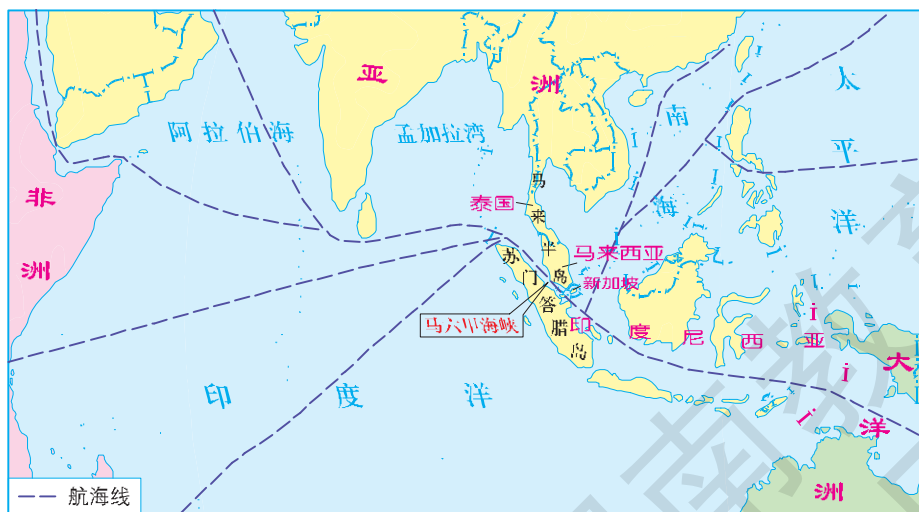 亚洲
太平洋
南海
阿拉伯海
孟加拉湾
非洲
马来半岛
泰国
马来西亚
新加坡
苏门答腊岛
马六甲海峡
印度尼西亚
印度洋
大洋洲
航海线